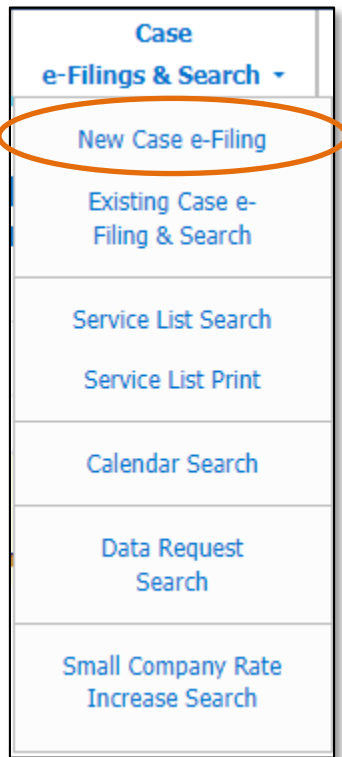 Case
e-Filings & Search
New Case e-Filing
Existing Case e-
Filing & Search
Service List Search
Service List Print
Calendar Search
Data Request
Search
Small Company Rate
Increase Search